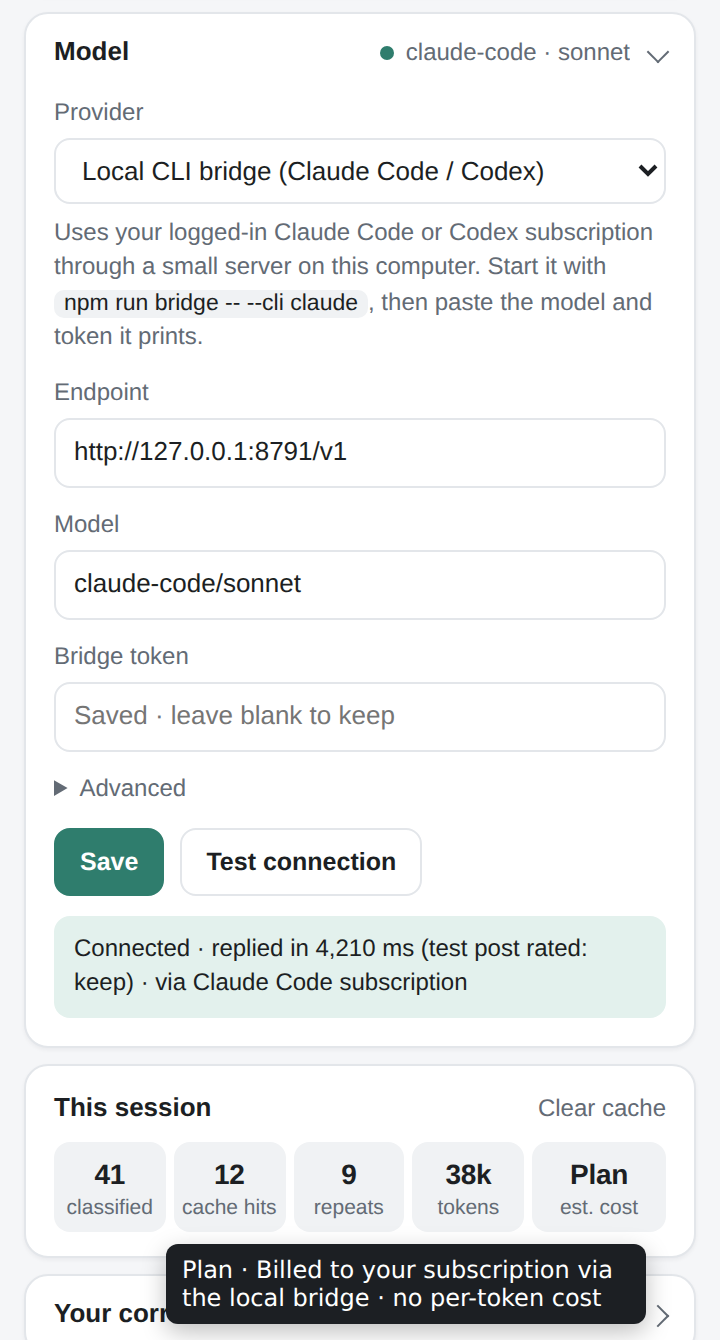 Model
claude-code · sonnet
Provider
Local CLI bridge (Claude Code / Codex)
Uses your logged-in Claude Code or Codex subscription
through a small server on this computer. Start it with
npm run bridge -- --cli claude, then paste the model and
token it prints.
Endpoint
http://127.0.0.1:8791/v1
Model
claude-code/sonnet
Bridge token
Saved · leave blank to keep
Advanced
Save
Test connection
Connected · replied in 4,210 ms (test post rated:
keep) · via Claude Code subscription
This session
Clear cache
41 12 9 38k Plan
classified cache hits repeats tokens est. cost
Plan · Billed to your subscription via
the local bridge · no per-token cost
Your